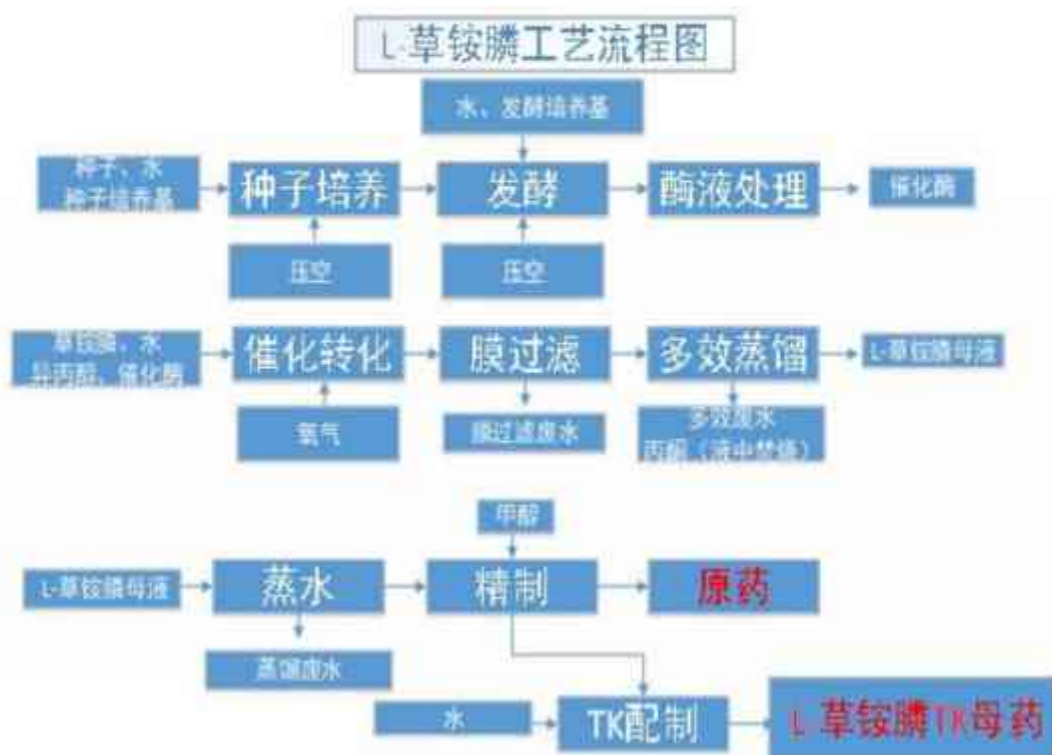 L-草铵膦工艺流程图
水、发酵培养基
种子、水
种子培养基
种子培养
发酵
酶液处理
催化酶
压空
压空
草铵膦、水
异丙酯、催化酶
催化转化
膜过滤
多效蒸馏
L-草铵膦母液
氧气
膜过滤废水
多效废水
丙酮（液中焚烧）
甲醇
L-草铵膦母液
蒸水
精制
原药
蒸馏废水
水
TK配制
L-草铵膦TK母药